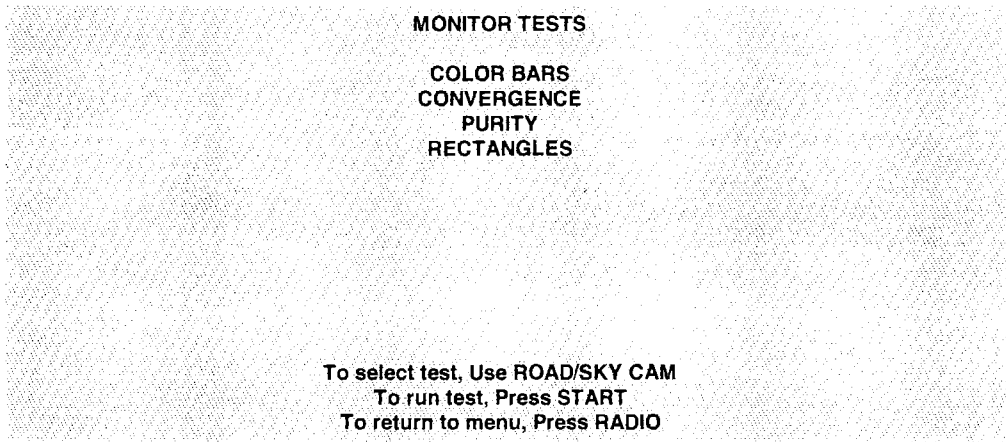 MONITOR TESTS
COLOR BARS
CONVERGENCE
PURITY
RECTANGLES
To select test, Use ROAD/SKY CAM
To run test, Press START
To return to menu, Press RADIO